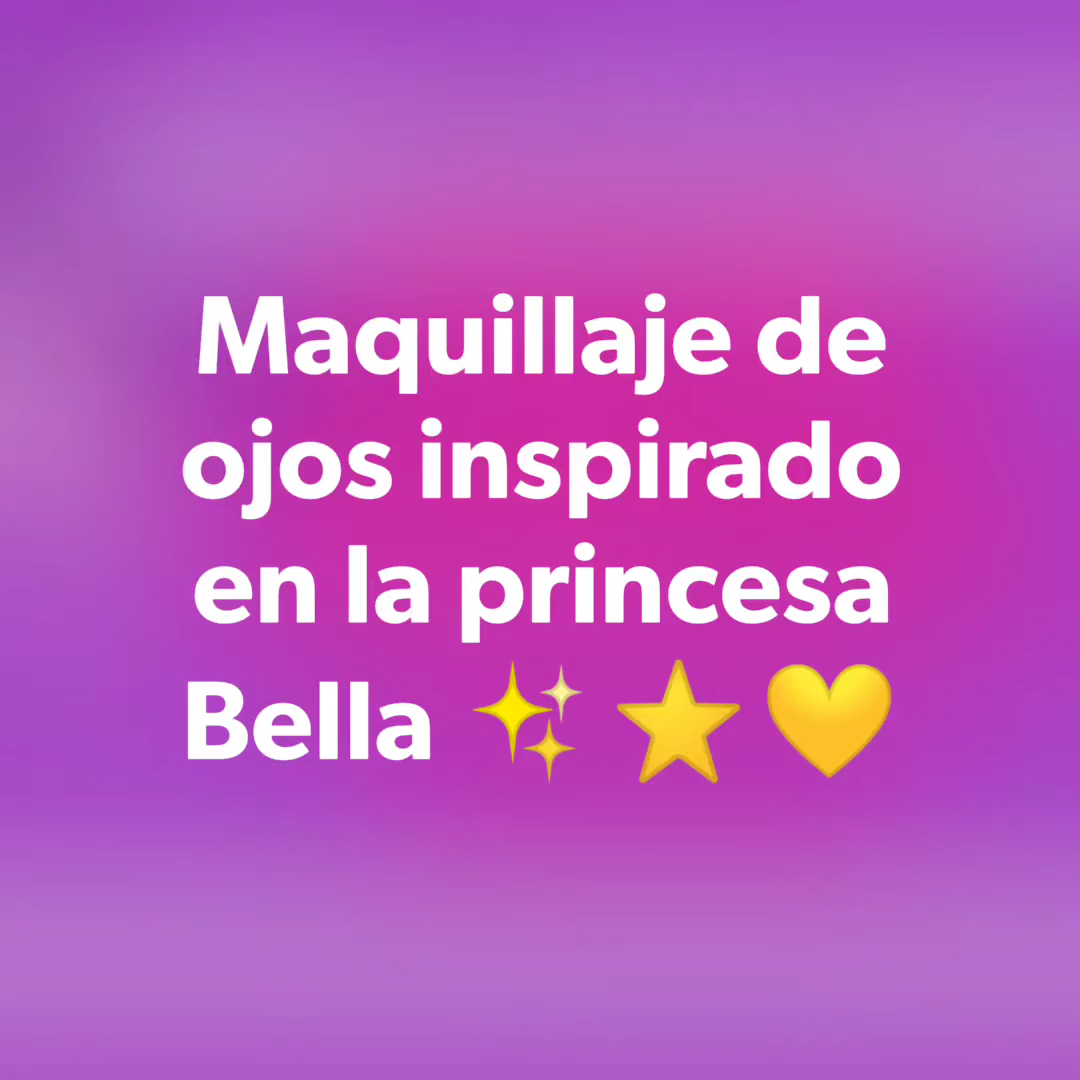 Maquillaje de
ojos inspirado
en la princesa
Bella ✨⭐💛